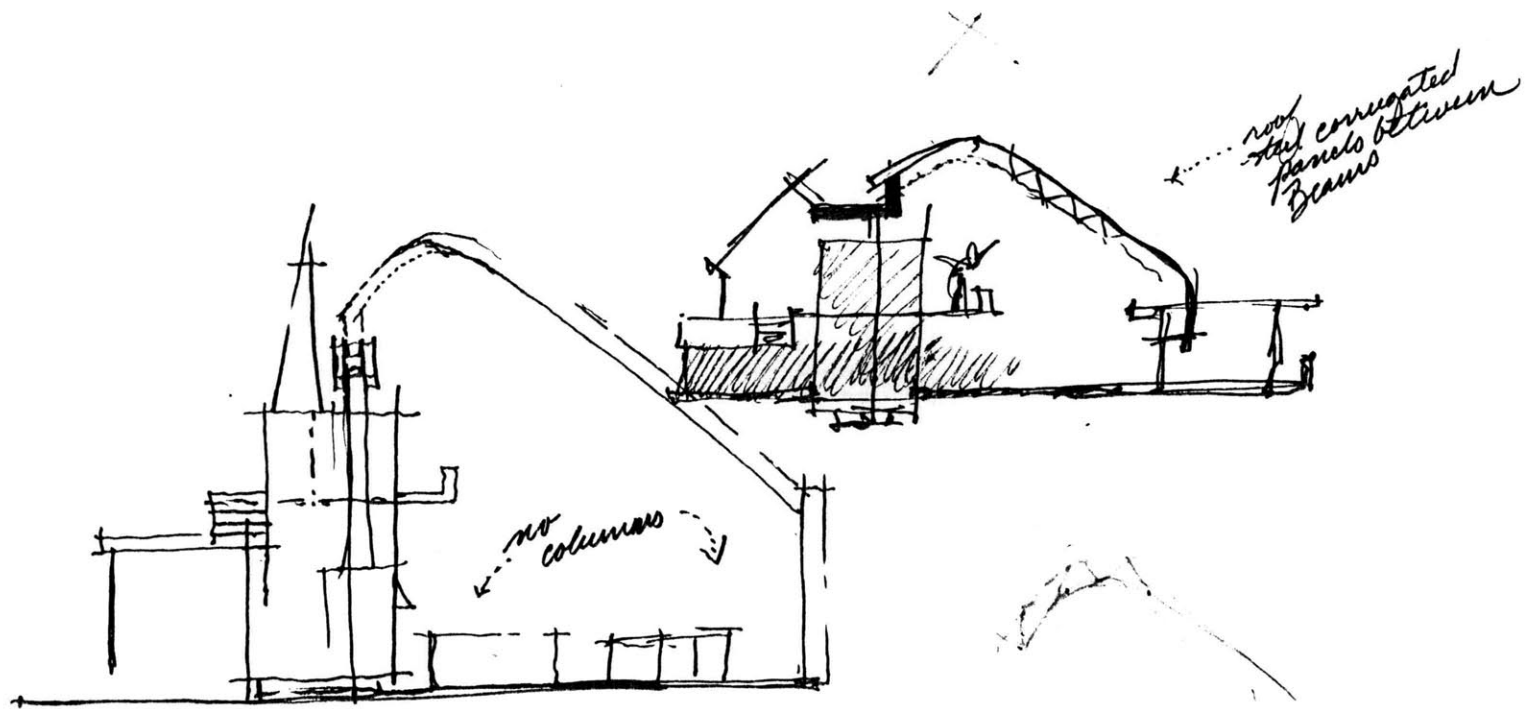 roof
steel corrugated
panels between
Beams
no
columns